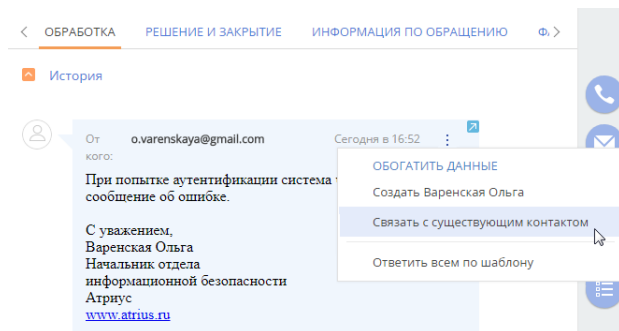 ОБРАБОТКА РЕШЕНИЕ И ЗАКРЫТИЕ ИНФОРМАЦИЯ ПО ОБРАЩЕНИЮ
История
От кого: o.varenskaya@gmail.com Сегодня в 16:52
При попытке аутентификации система
сообщение об ошибке.
С уважением,
Варенская Ольга
Начальник отдела
информационной безопасности
Атриус
www.atrius.ru
ОБОГАТИТЬ ДАННЫЕ
Создать Варенская Ольга
Связать с существующим контактом
Ответить всем по шаблону